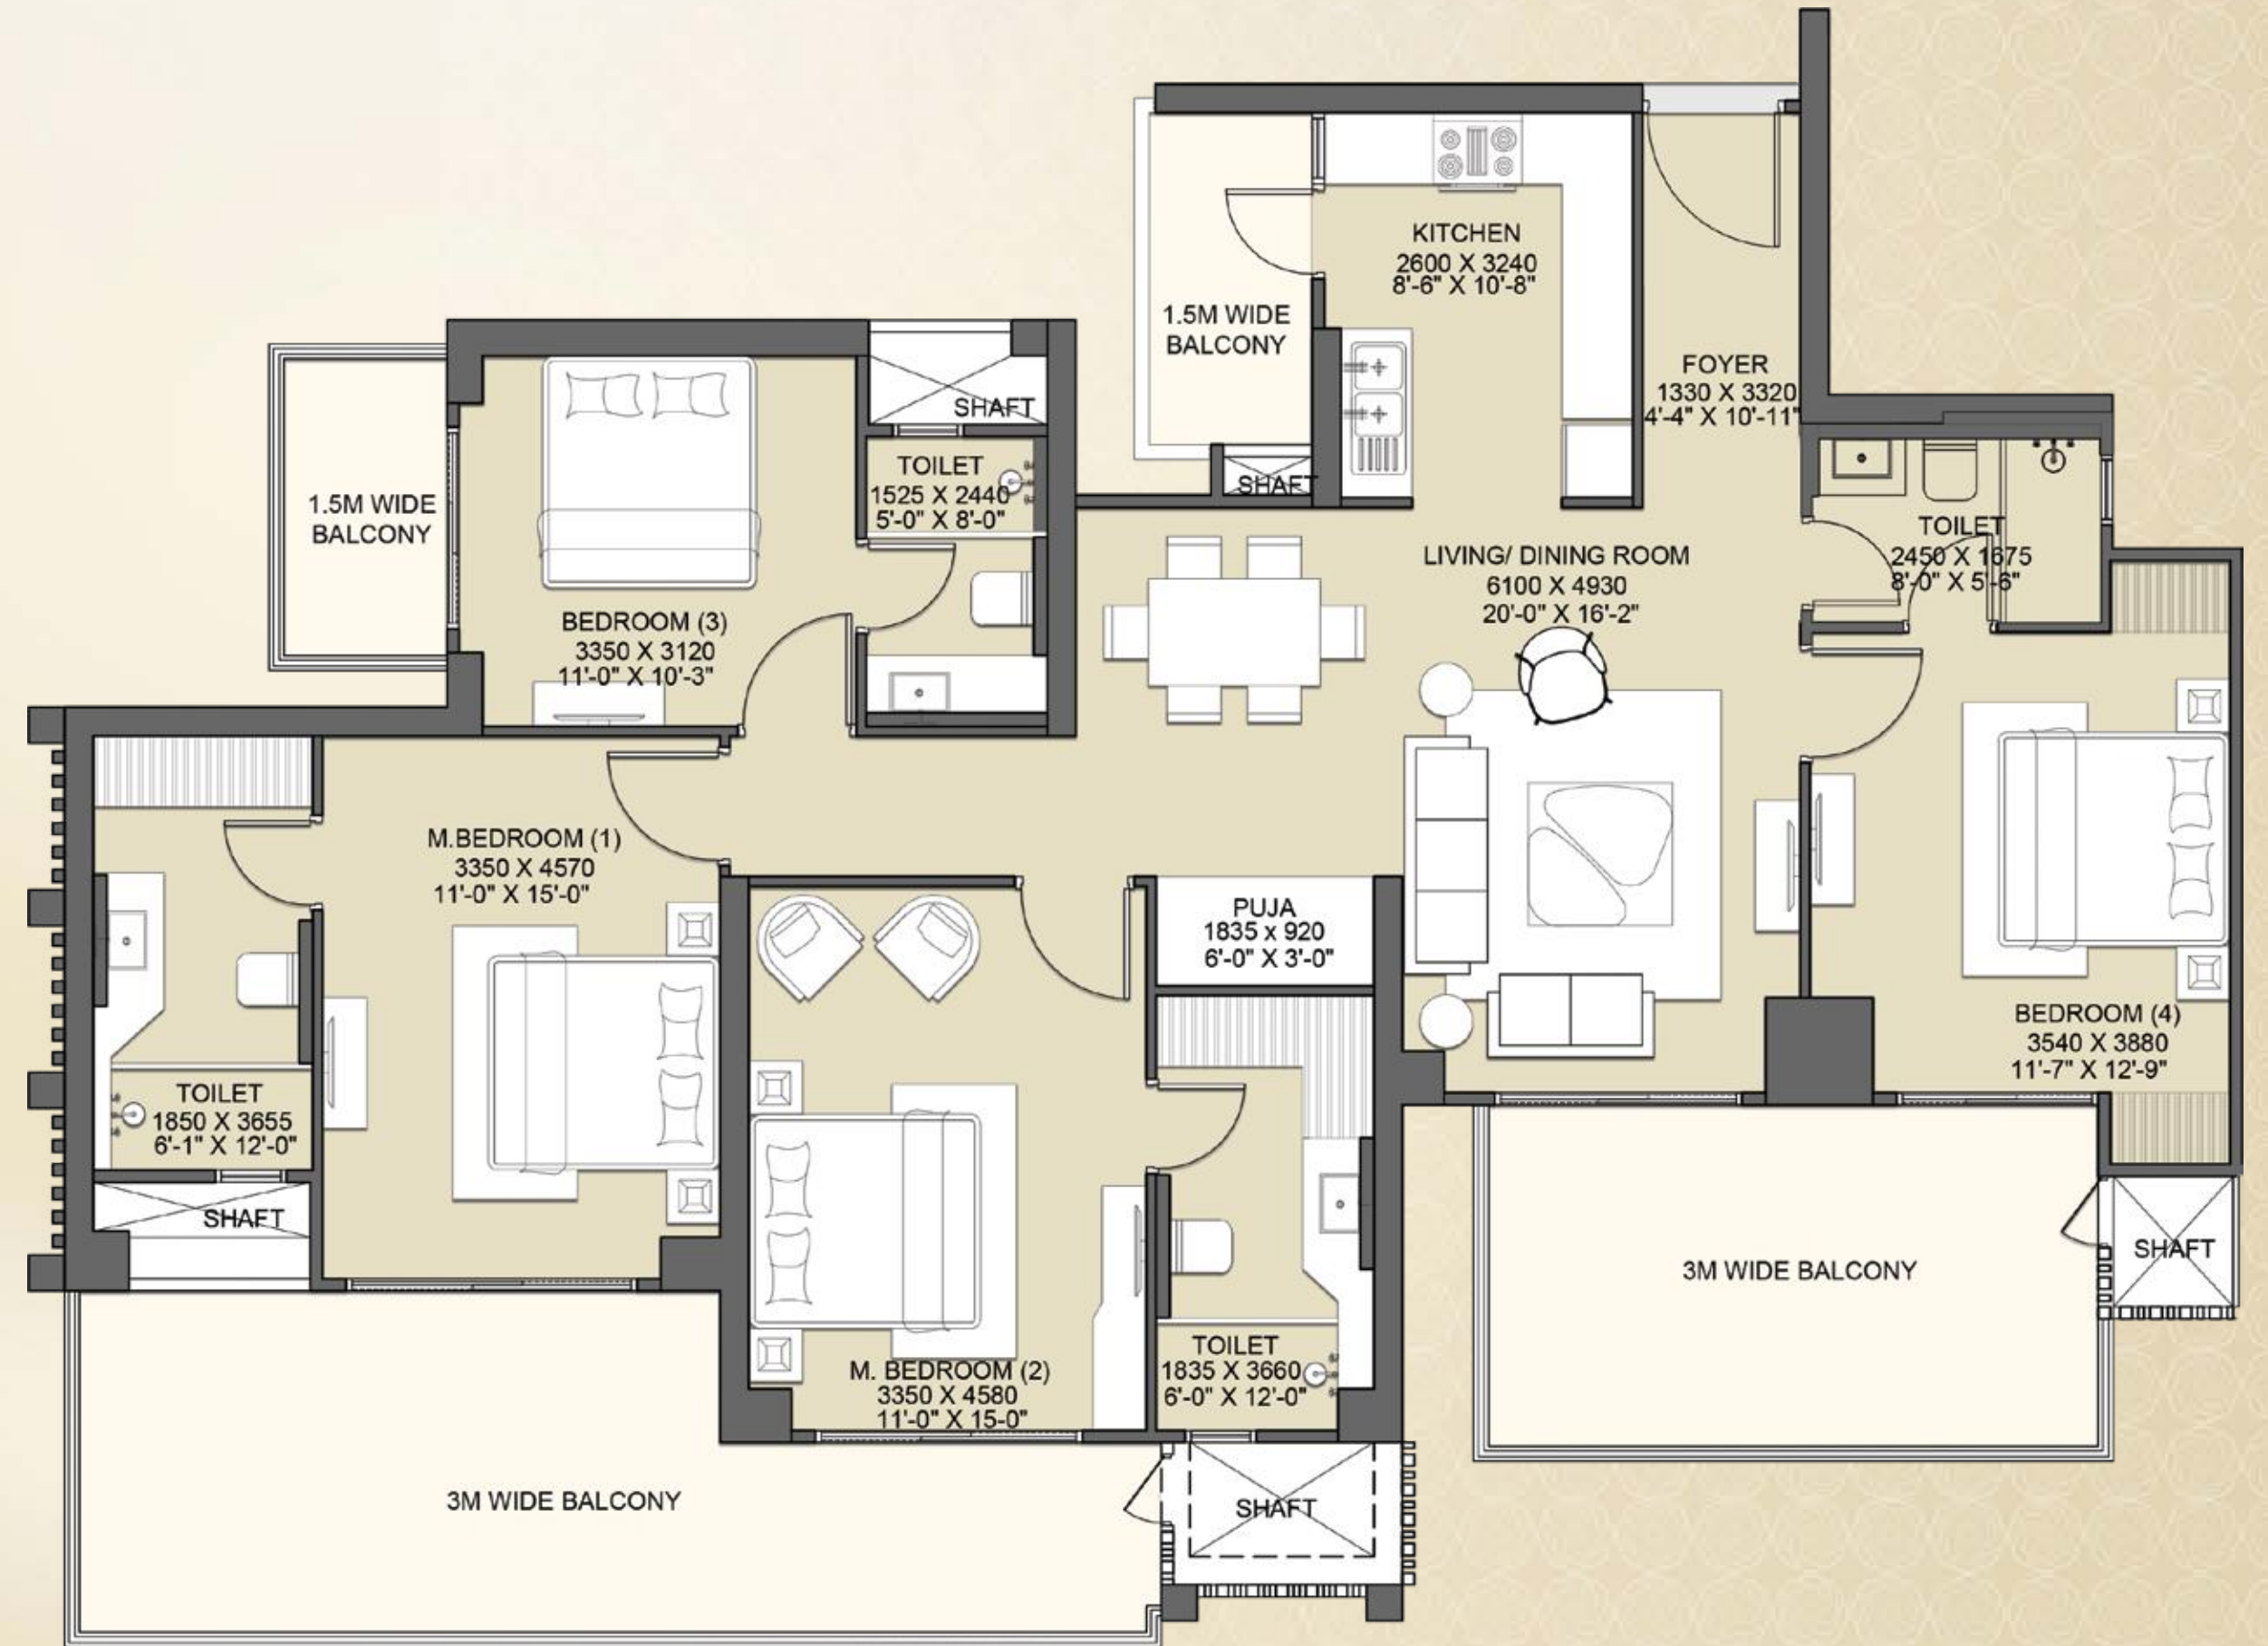 KITCHEN
2600 X 3240
8'-6" X 10'-8"
1.5M WIDE
BALCONY
FOYER
1330 X 3320
4'-4" X 10'-11"
SHAFT
SHAFT
TOILET
1525 X 2440
5'-0" X 8'-0"
1.5M WIDE
BALCONY
TOILET
2450 X 1675
8'-0" X 5'-6"
LIVING/ DINING ROOM
6100 X 4930
20'-0" X 16'-2"
BEDROOM (3)
3350 X 3120
11'-0" X 10'-3"
M.BEDROOM (1)
3350 X 4570
11'-0" X 15'-0"
PUJA
1835 x 920
6'-0" X 3'-0"
BEDROOM (4)
3540 X 3880
11'-7" X 12'-9"
TOILET
1850 X 3655
6'-1" X 12'-0"
SHAFT
SHAFT
3M WIDE BALCONY
M. BEDROOM (2)
3350 X 4580
11'-0" X 15-0"
TOILET
1835 X 3660
6'-0" X 12'-0"
3M WIDE BALCONY
SHAFT